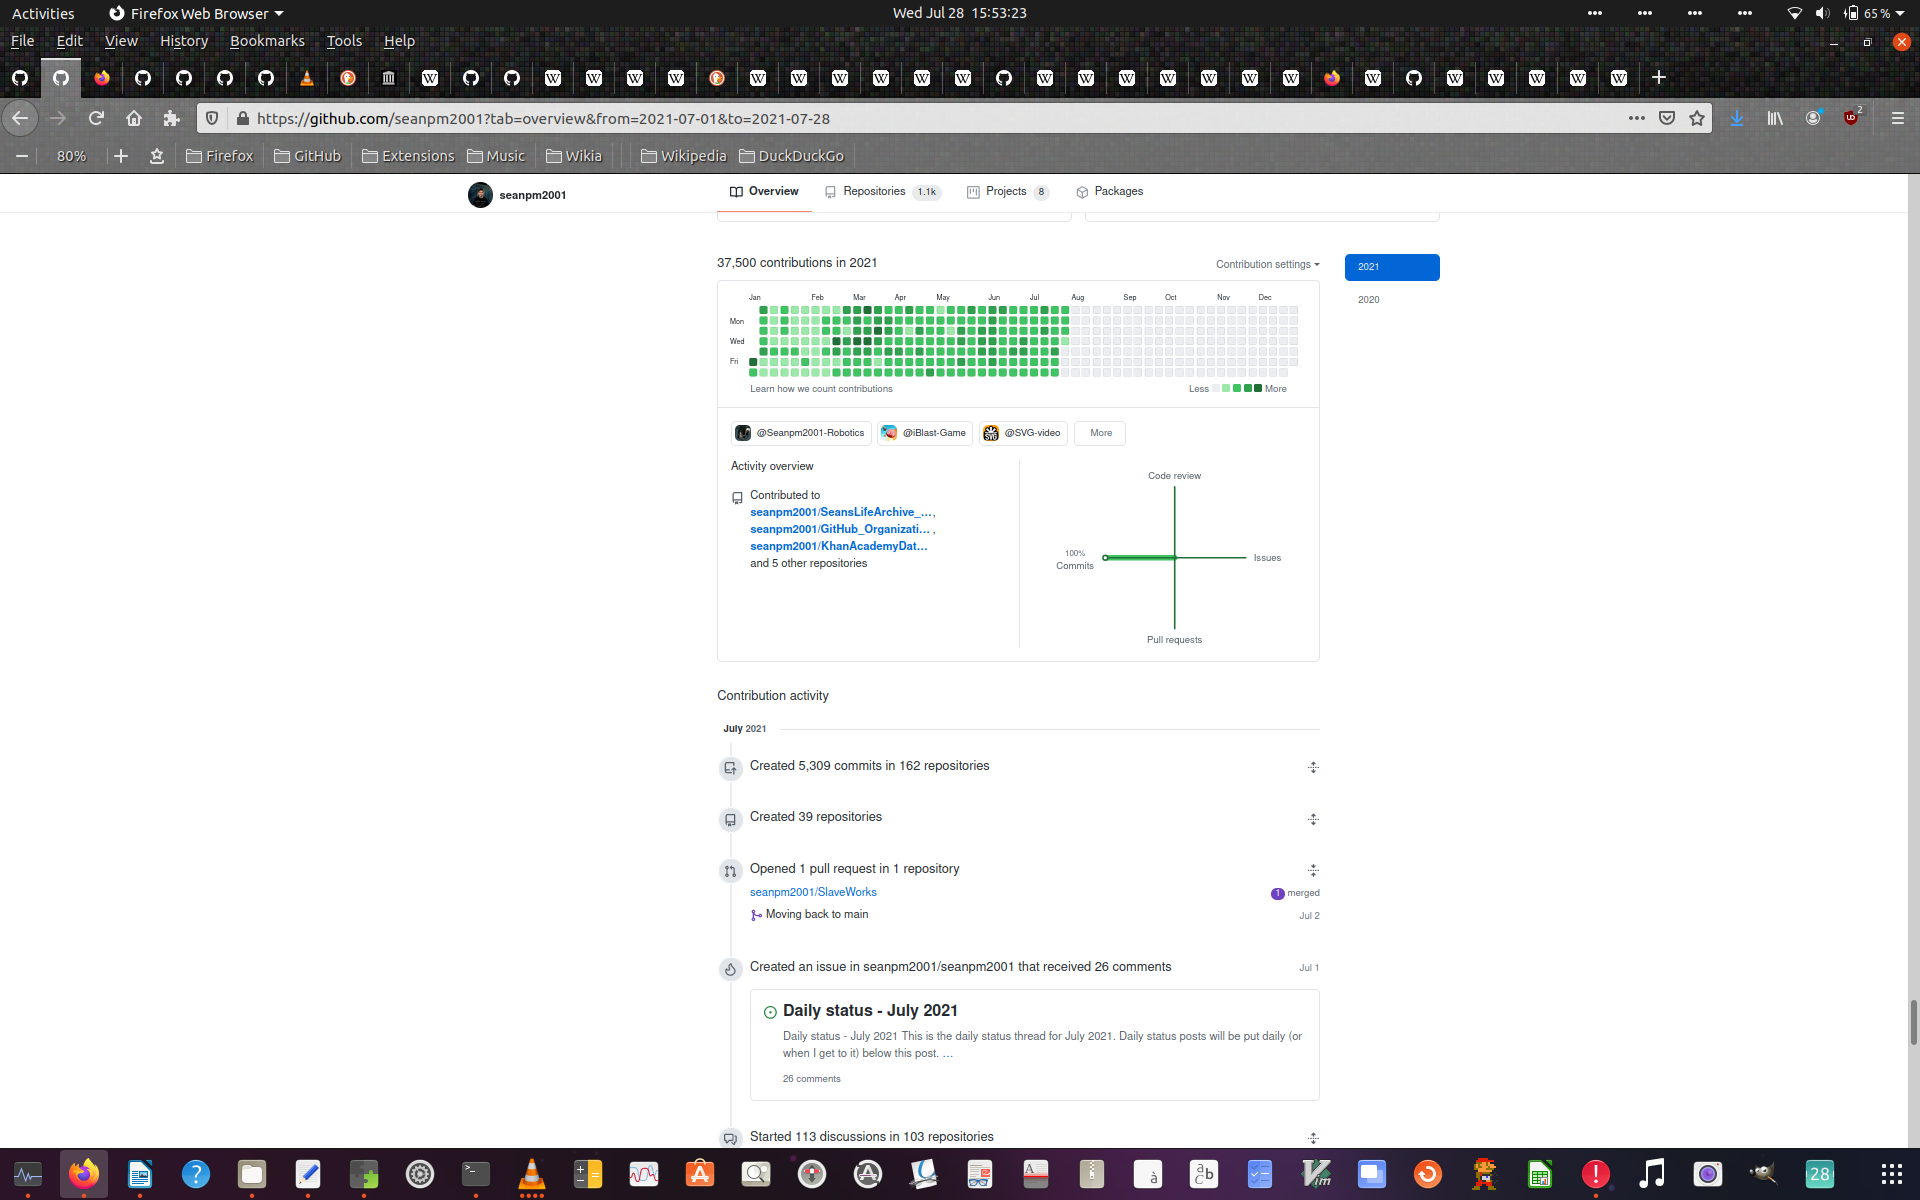 Activities
Firefox Web Browser
Wed Jul 28 15:53:23
65 %
File Edit View History Bookmarks Tools Help
https://github.com/seanpm2001?tab=overview&from=2021-07-01&to=2021-07-28
2
80%
Firefox
GitHub
Extensions
Music
Wikia
Wikipedia
DuckDuckGo
seanpm2001
Overview
Repositories 1.1k
Projects 8
Packages
37,500 contributions in 2021
Contribution settings
2021
2020
Jan Feb Mar Apr May Jun Jul Aug Sep Oct Nov Dec
Mon
Wed
Fri
Learn how we count contributions
Less More
@Seanpm2001-Robotics
@iBlast-Game
@SVG-video
More
Activity overview
Contributed to
seanpm2001/SeansLifeArchive_…,
seanpm2001/GitHub_Organizati… ,
seanpm2001/KhanAcademyDat…
and 5 other repositories
Code review
100%
Commits
Issues
Pull requests
Contribution activity
July 2021
Created 5,309 commits in 162 repositories
Created 39 repositories
Opened 1 pull request in 1 repository
seanpm2001/SlaveWorks
1 merged
Moving back to main
Jul 2
Created an issue in seanpm2001/seanpm2001 that received 26 comments
Jul 1
Daily status - July 2021
Daily status - July 2021 This is the daily status thread for July 2021. Daily status posts will be put daily (or
when I get to it) below this post. …
26 comments
Started 113 discussions in 103 repositories
28